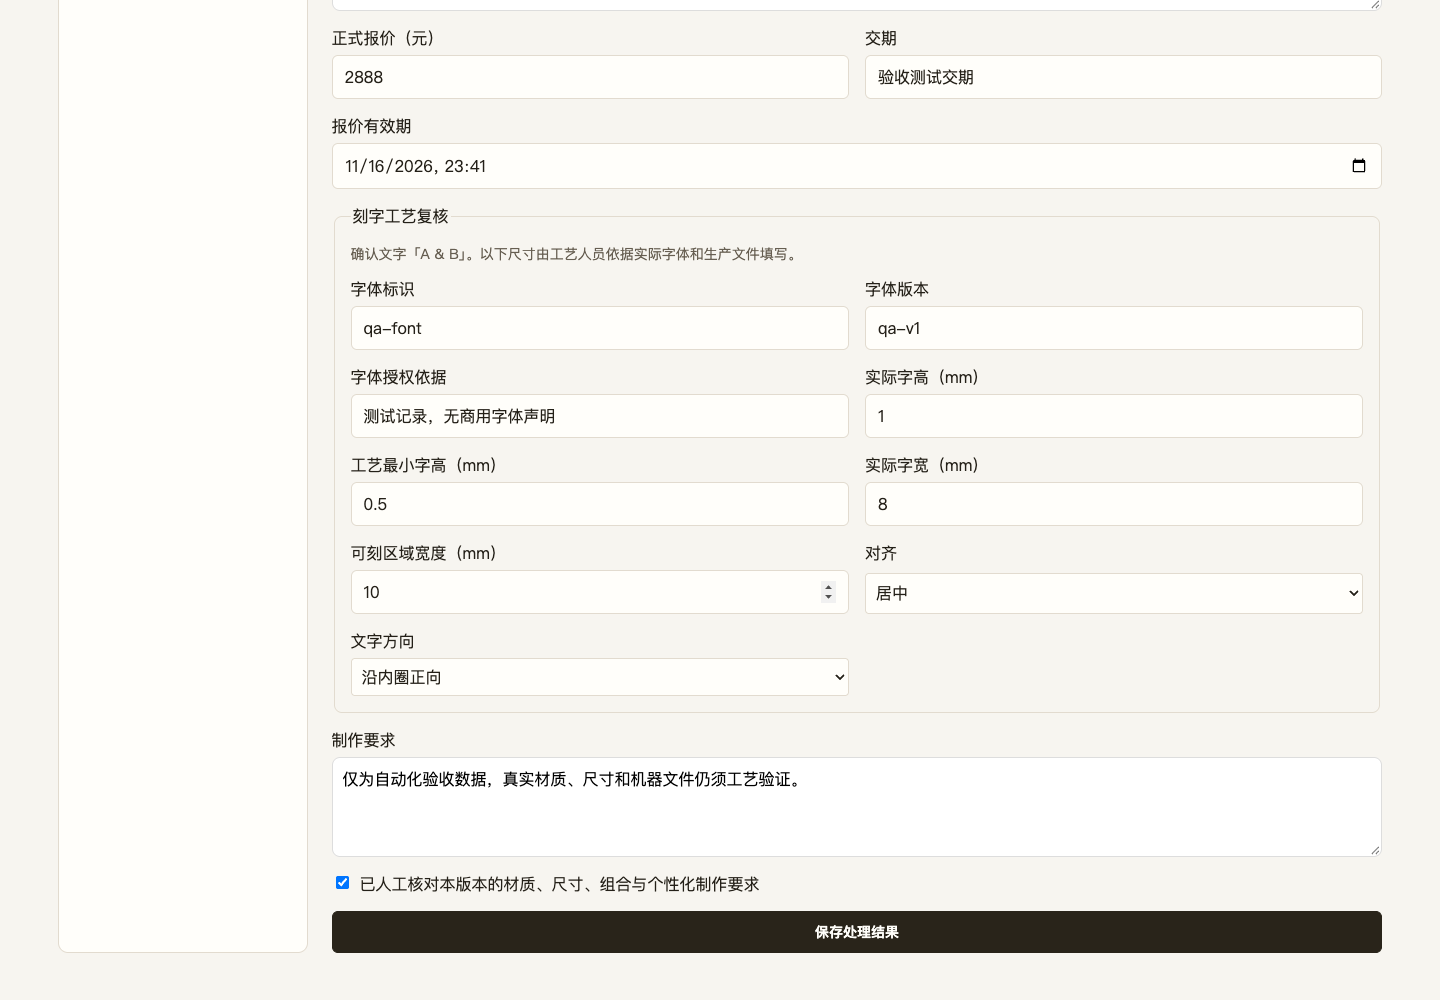 正式报价（元）
交期
2888
验收测试交期
报价有效期
11/16/2026, 23:41
刻字工艺复核
确认文字「A & B」。以下尺寸由工艺人员依据实际字体和生产文件填写。
字体标识
字体版本
qa-font
qa-v1
字体授权依据
实际字高（mm）
测试记录，无商用字体声明
1
工艺最小字高（mm）
实际字宽（mm）
0.5
8
可刻区域宽度（mm）
对齐
10
居中
文字方向
沿内圈正向
制作要求
仅为自动化验收数据，真实材质、尺寸和机器文件仍须工艺验证。
已人工核对本版本的材质、尺寸、组合与个性化制作要求
保存处理结果